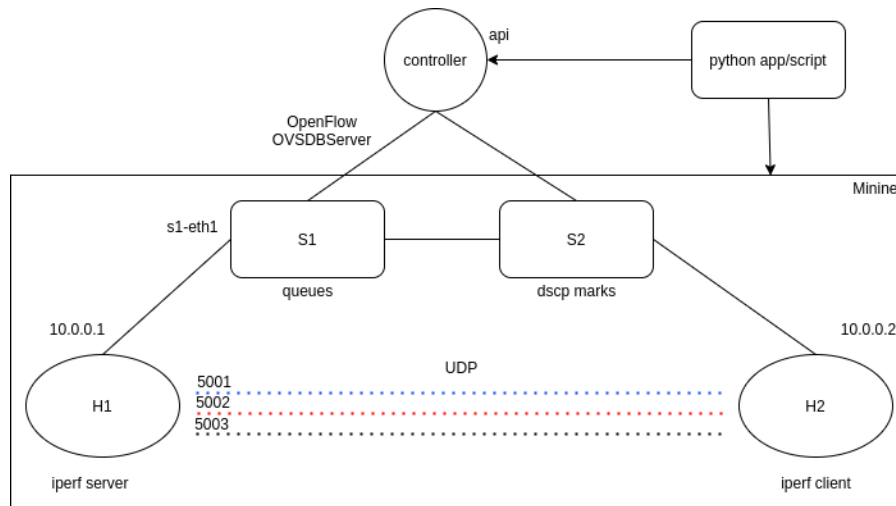 api
controller
python app/script
OpenFlow
OVSDBServer
Minine
s1-eth1
S1
S2
queues
dscp marks
10.0.0.1
10.0.0.2
UDP
5001
5002
5003
H1
H2
iperf server
iperf client